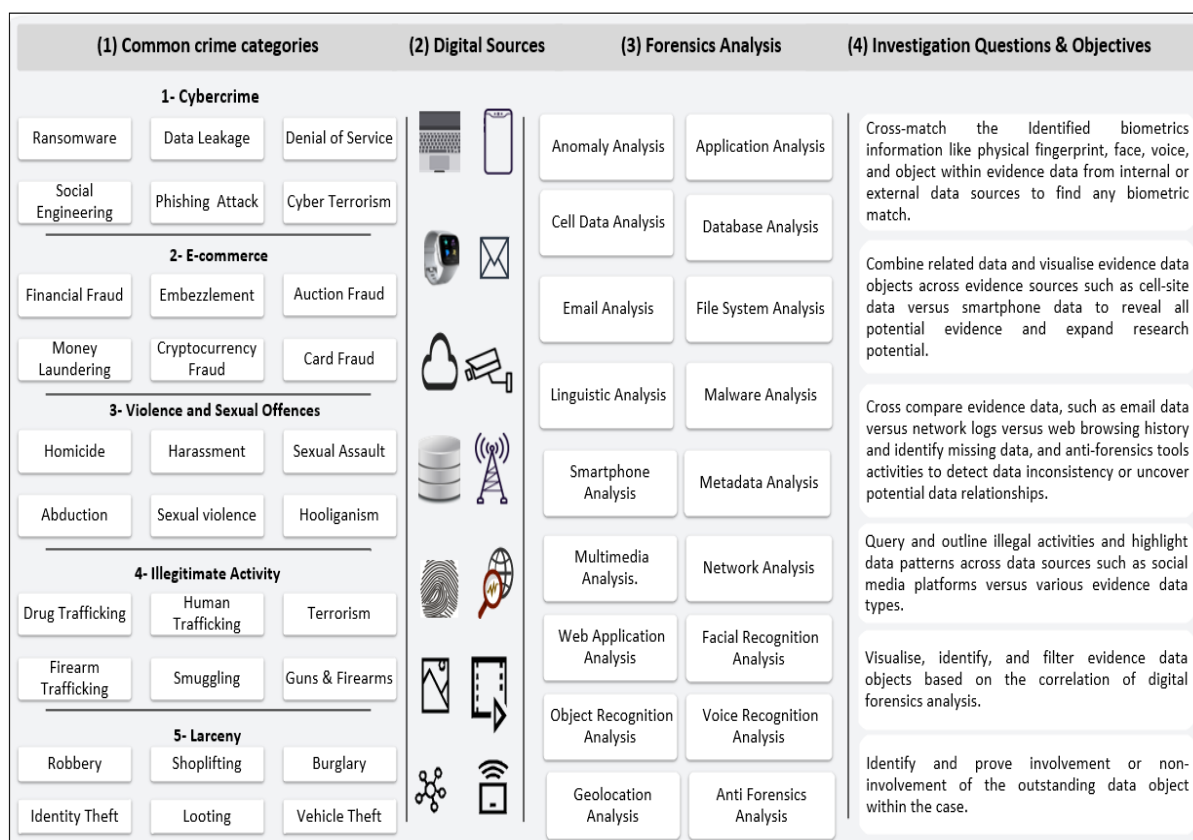 (1) Common crime categories
(2) Digital Sources
(3) Forensics Analysis
(4) Investigation Questions & Objectives
1- Cybercrime
Ransomware
Data Leakage
Denial of Service
Social
Engineering
Phishing Attack
Cyber Terrorism
2- E-commerce
Financial Fraud
Embezzlement
Auction Fraud
Money
Laundering
Cryptocurrency
Fraud
Card Fraud
3- Violence and Sexual Offences
Homicide
Harassment
Sexual Assault
Abduction
Sexual violence
Hooliganism
4- Illegitimate Activity
Drug Trafficking
Human
Trafficking
Terrorism
Firearm
Trafficking
Smuggling
Guns & Firearms
5- Larceny
Robbery
Shoplifting
Burglary
Identity Theft
Looting
Vehicle Theft
Anomaly Analysis
Application Analysis
Cell Data Analysis
Database Analysis
Email Analysis
File System Analysis
Linguistic Analysis
Malware Analysis
Smartphone
Analysis
Metadata Analysis
Multimedia
Analysis.
Network Analysis
Web Application
Analysis
Facial Recognition
Analysis
Object Recognition
Analysis
Voice Recognition
Analysis
Geolocation
Analysis
Anti Forensics
Analysis
Cross-match the Identified biometrics
information like physical fingerprint, face, voice,
and object within evidence data from internal or
external data sources to find any biometric
match.
Combine related data and visualise evidence data
objects across evidence sources such as cell-site
data versus smartphone data to reveal all
potential evidence and expand research
potential.
Cross compare evidence data, such as email data
versus network logs versus web browsing history
and identify missing data, and anti-forensics tools
activities to detect data inconsistency or uncover
potential data relationships.
Query and outline illegal activities and highlight
data patterns across data sources such as social
media platforms versus various evidence data
types.
Visualise, identify, and filter evidence data
objects based on the correlation of digital
forensics analysis.
Identify and prove involvement or non-
involvement of the outstanding data object
within the case.